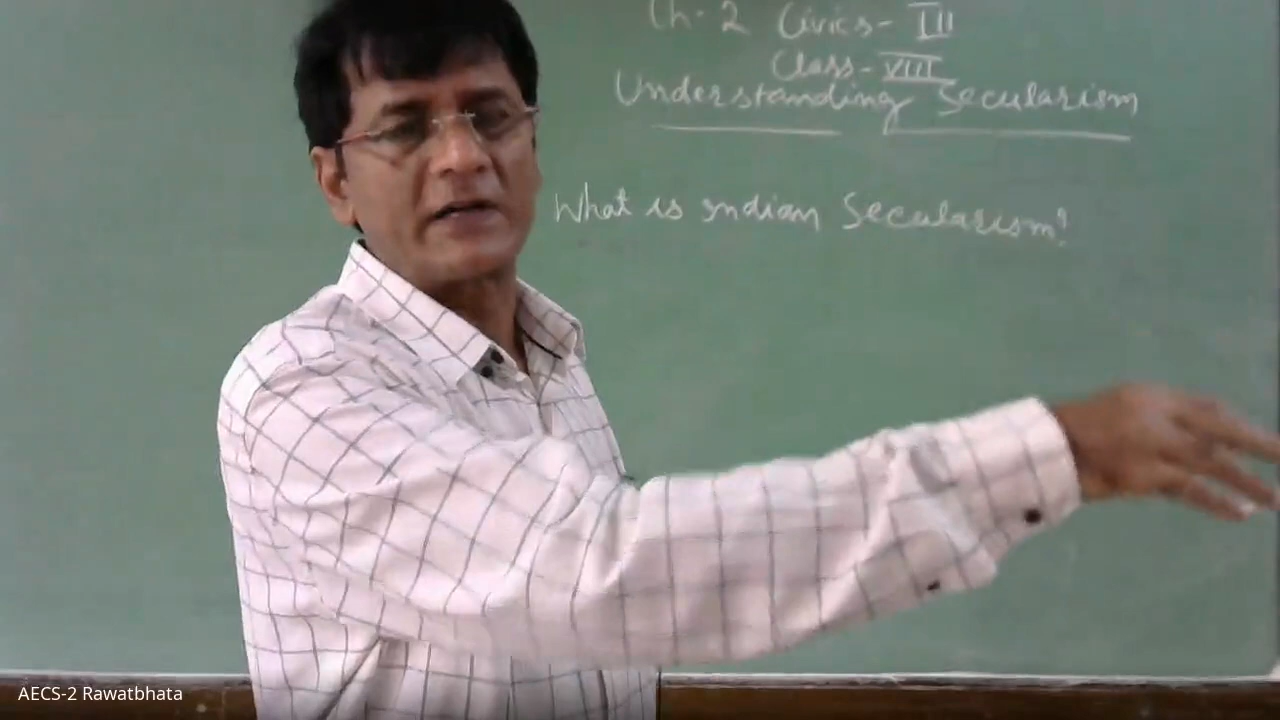 Ch-2 Civics-III
Class-VIII
Understanding Secularism
What is Indian Secularism?
AECS-2 Rawatbhata